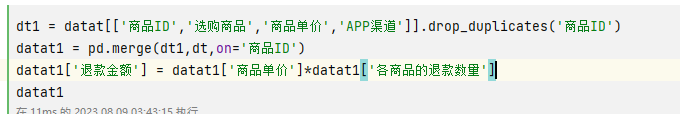 dt1 = datat[['商品ID','选购商品','商品单价','APP渠道']].drop_duplicates('商品ID')
datat1 = pd.merge(dt1,dt,on='商品ID')
datat1['退款金额'] = datat1['商品单价']*datat1['各商品的退款数量']
datat1
在 11ms 的 2023.08.09 03:43:15 执行